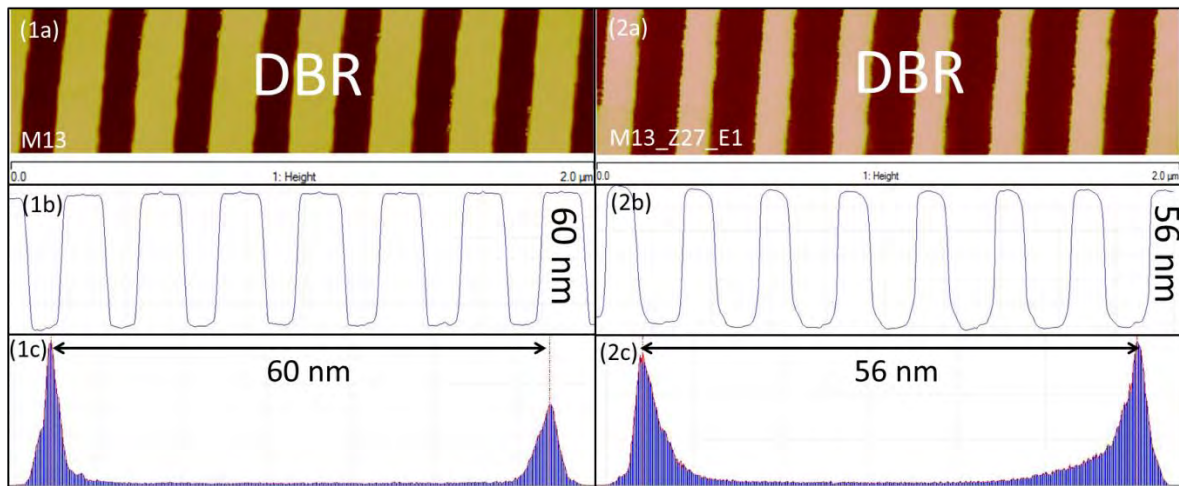 (1a)
DBR
M13
0.0 1: Height 2.0 µm
(1b)
60 nm
(1c)
60 nm
(2a)
DBR
M13_Z27_E1
0.0 1: Height 2.0 µm
(2b)
56 nm
(2c)
56 nm